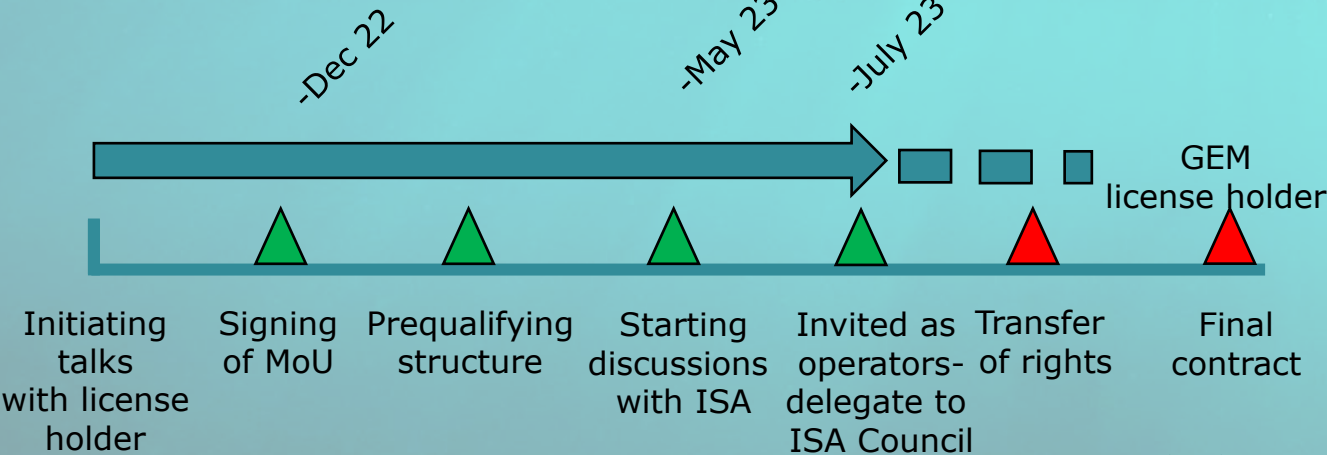 -Dec 22
-May 23
-July 23
GEM
license holder
Initiating
talks
with license
holder
Signing
of MoU
Prequalifying
structure
Starting
discussions
with ISA
Invited as
operators-
delegate to
ISA Council
Transfer
of rights
Final
contract